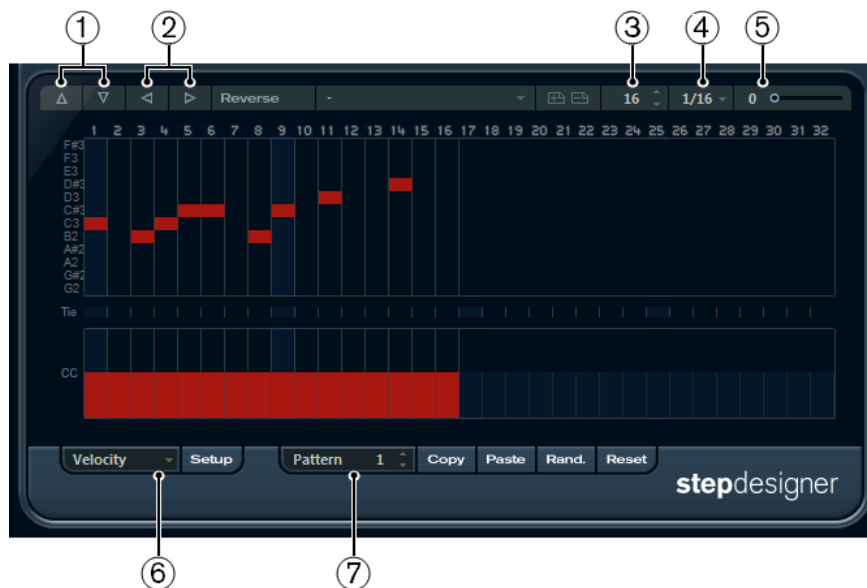 ① ② ③ ④ ⑤
Reverse - 16 1/16 0
1 2 3 4 5 6 7 8 9 10 11 12 13 14 15 16 17 18 19 20 21 22 23 24 25 26 27 28 29 30 31 32
F#3
F3
E3
D#3
D3
C#3
C3
B2
A#2
A2
G#2
G2
Tie
CC
Velocity Setup Pattern 1 Copy Paste Rand. Reset
stepdesigner
⑥ ⑦